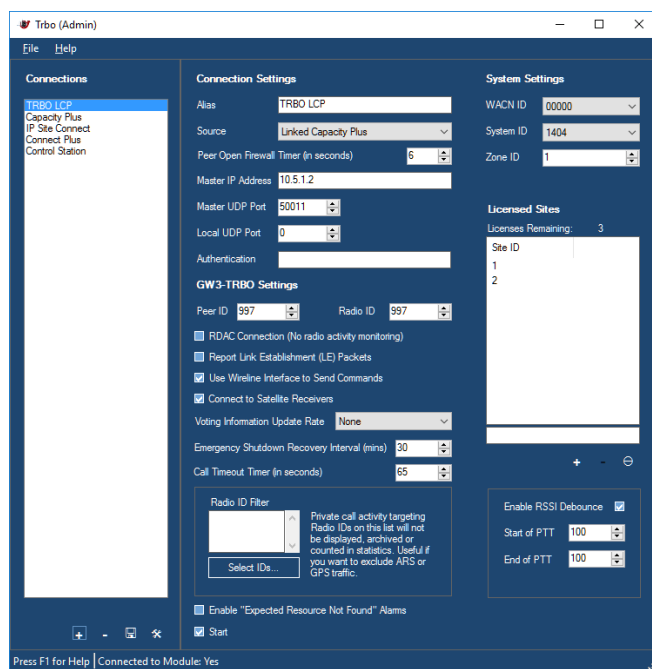 Trbo (Admin)
File Help
Connections
TRBO LCP
Capacity Plus
IP Site Connect
Connect Plus
Control Station
Connection Settings
Alias TRBO LCP
Source Linked Capacity Plus
Peer Open Firewall Timer (in seconds) 6
Master IP Address 10.5.1.2
Master UDP Port 50011
Local UDP Port 0
Authentication
GW3-TRBO Settings
Peer ID 997 Radio ID 997
RDAC Connection (No radio activity monitoring)
Report Link Establishment (LE) Packets
Use Wireline Interface to Send Commands
Connect to Satellite Receivers
Voting Information Update Rate None
Emergency Shutdown Recovery Interval (mins) 30
Call Timeout Timer (in seconds) 65
Radio ID Filter
Select IDs...
Private call activity targeting
Radio IDs on this list will not
be displayed, archived or
counted in statistics. Useful if
you want to exclude ARS or
GPS traffic.
Enable "Expected Resource Not Found" Alarms
Start
System Settings
WACN ID 00000
System ID 1404
Zone ID 1
Licensed Sites
Licenses Remaining: 3
Site ID
1
2
Enable RSSI Debounce
Start of PTT 100
End of PTT 100
Press F1 for Help Connected to Module: Yes